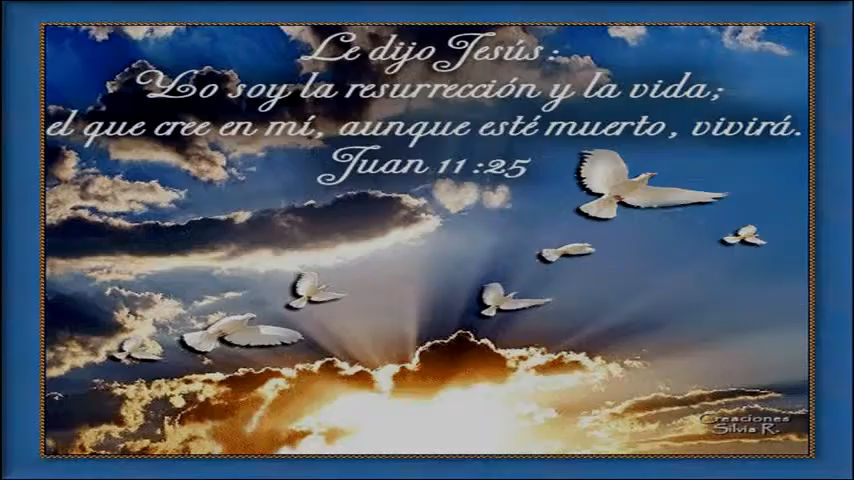 Le dijo Jesús:
Yo soy la resurrección y la vida;
el que cree en mí, aunque esté muerto, vivirá.
Juan 11:25
Creaciones
Silvia R.